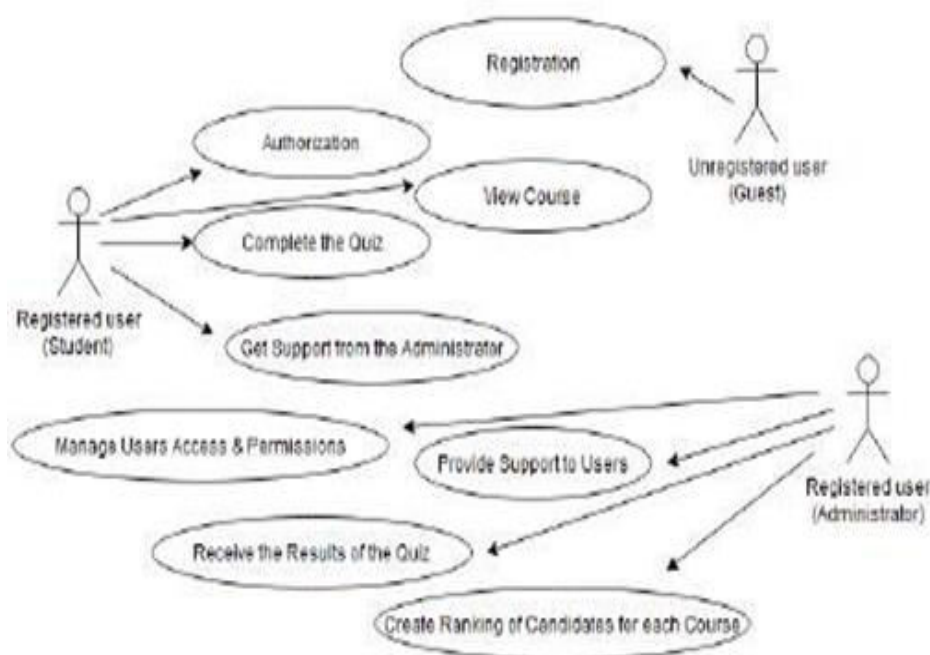 Registration
Authorization
Unregistered user
(Guest)
View Course
Complete the Quiz
Registered user
(Student)
Get Support from the Administrator
Manage Users Access & Permissions
Provide Support to Users
Registered user
(Administrator)
Receive the Results of the Quiz
Create Ranking of Candidates for each Course